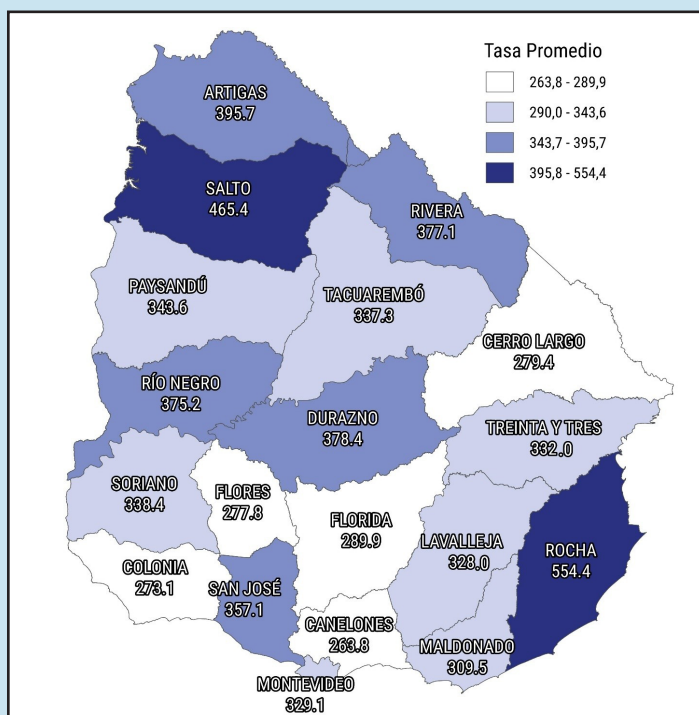 Tasa Promedio
263,8 - 289,9
290,0 - 343,6
343,7 - 395,7
395,8 - 554,4
ARTIGAS
395.7
SALTO
465.4
RIVERA
377.1
PAYSANDÚ
343.6
TACUAREMBÓ
337.3
CERRO LARGO
279.4
RÍO NEGRO
375.2
DURAZNO
378.4
TREINTA Y TRES
332.0
SORIANO
338.4
FLORES
277.8
FLORIDA
289.9
LAVALLEJA
328.0
ROCHA
554.4
COLONIA
273.1
SAN JOSÉ
357.1
CANELONES
263.8
MALDONADO
309.5
MONTEVIDEO
329.1